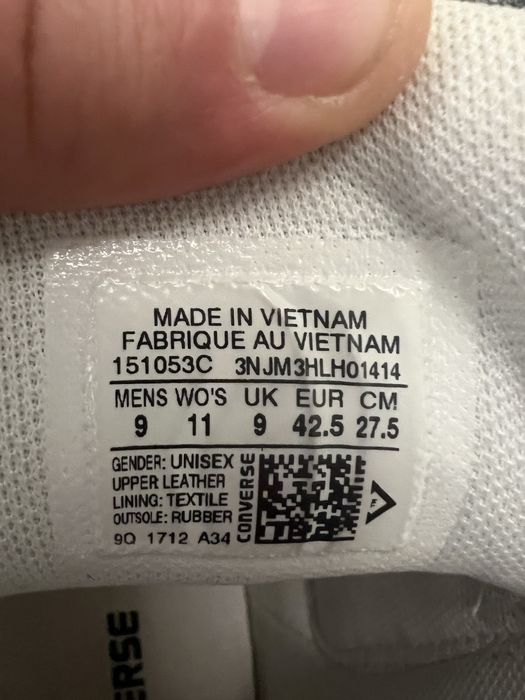 MADE IN VIETNAM
FABRIQUE AU VIETNAM
151053C 3NJM3HLH01414
MENS WO'S UK EUR CM
9 11 9 42.5 27.5
GENDER: UNISEX
UPPER LEATHER
LINING: TEXTILE
OUTSOLE: RUBBER
9Q 1712 A34
CONVERSE
ERSE